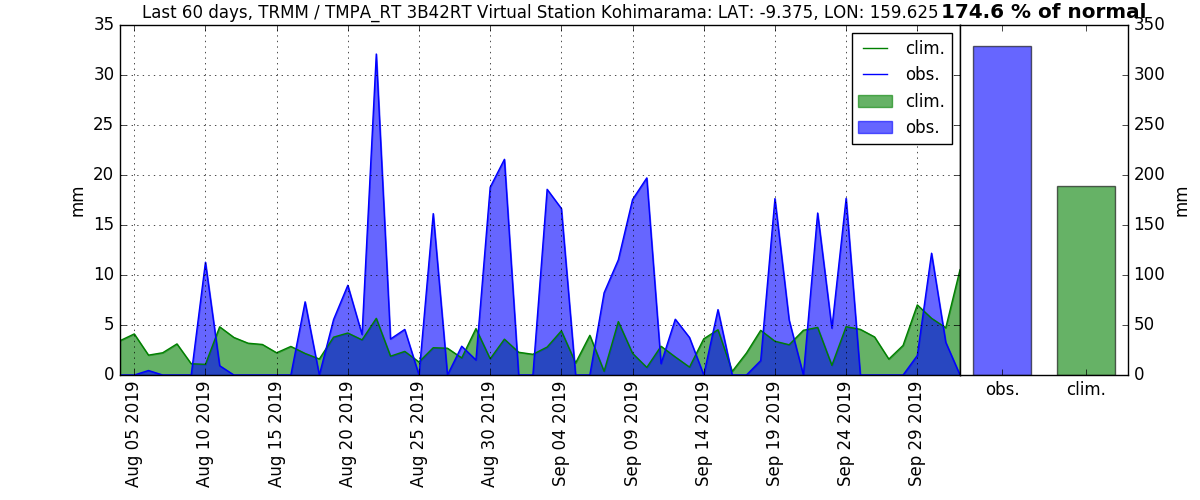 Last 60 days, TRMM / TMPA_RT 3B42RT Virtual Station Kohimarama: LAT: -9.375, LON: 159.625 174.6 % of normal
35
30
25
20
15
10
5
0
mm
clim.
obs.
clim.
obs.
350
300
250
200
150
100
50
0
mm
obs.
clim.
Aug 05 2019
Aug 10 2019
Aug 15 2019
Aug 20 2019
Aug 25 2019
Aug 30 2019
Sep 04 2019
Sep 09 2019
Sep 14 2019
Sep 19 2019
Sep 24 2019
Sep 29 2019